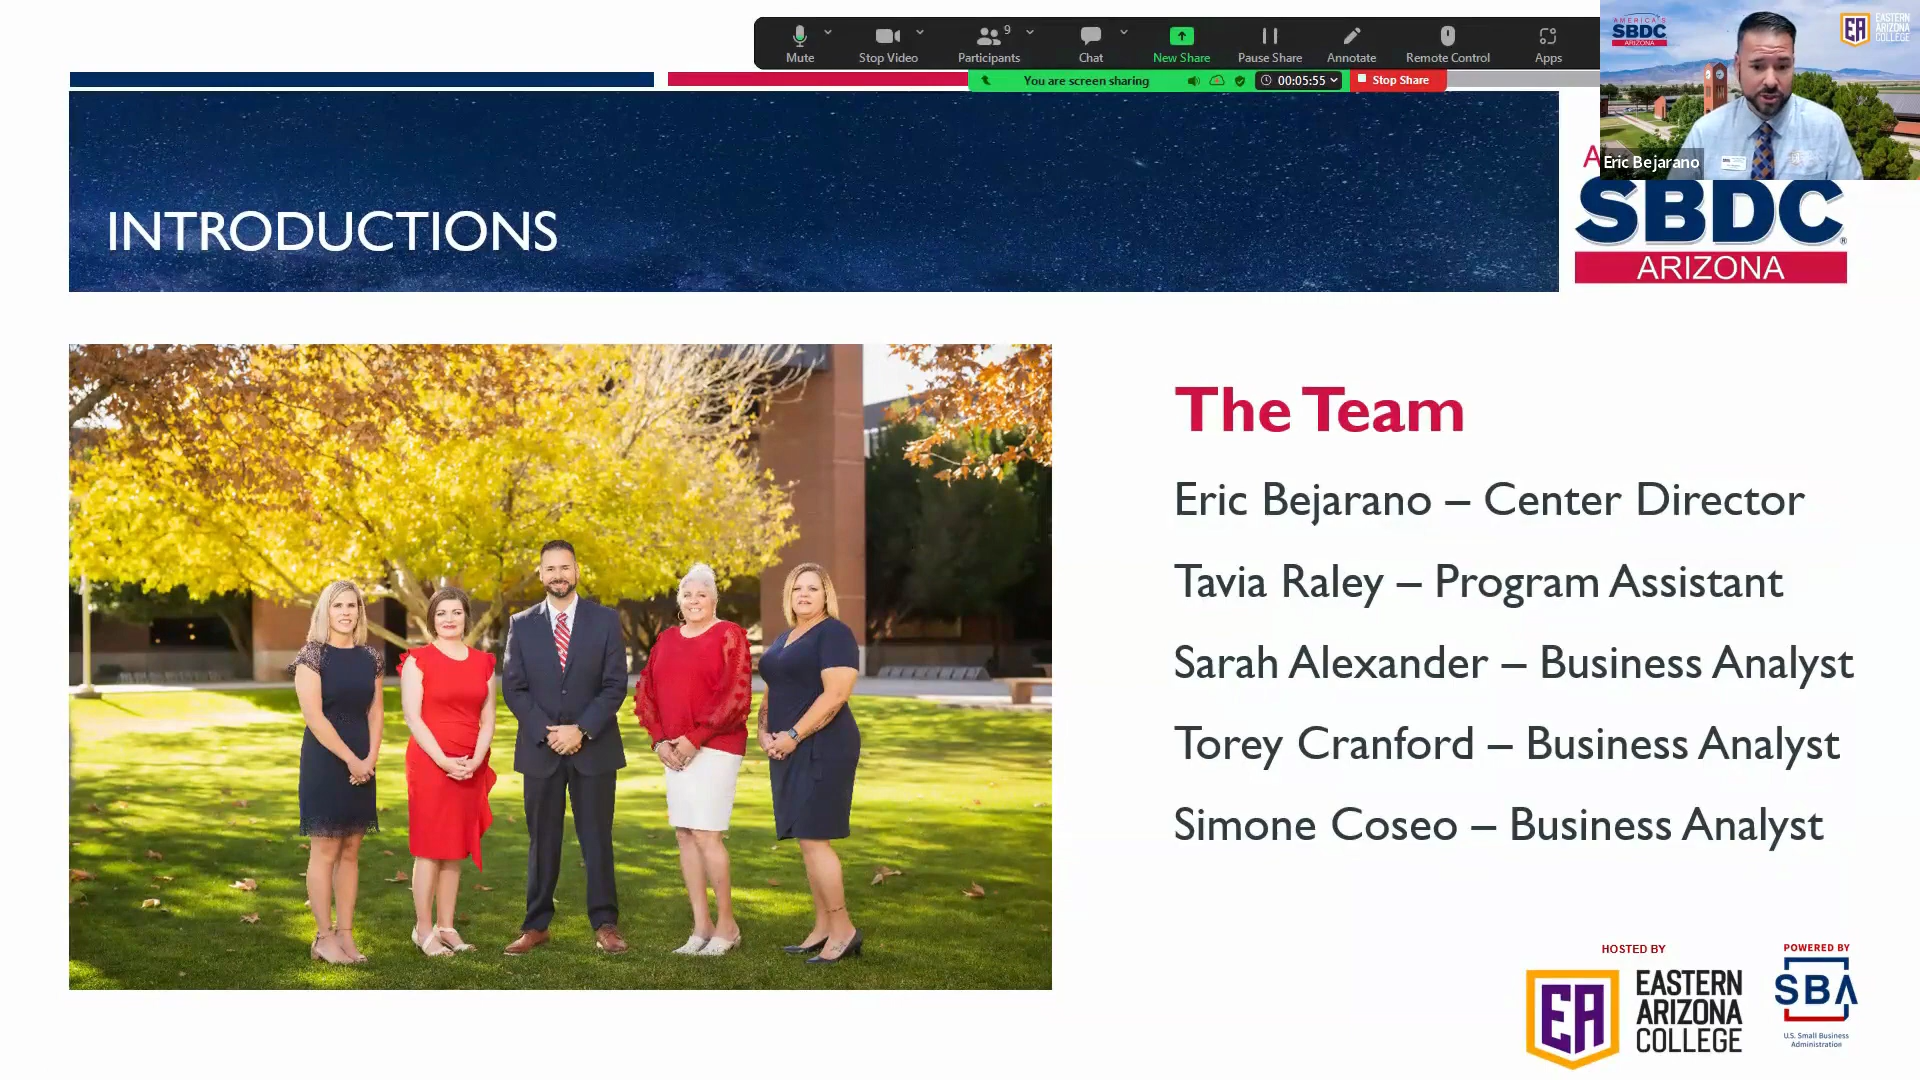 9
Mute
Stop Video
Participants
Chat
New Share
Pause Share
Annotate
Remote Control
Apps
You are screen sharing
00:05:55
Stop Share
AMERICA'S
SBDC
ARIZONA
EA
EASTERN
ARIZONA
COLLEGE
Eric Bejarano
INTRODUCTIONS
A
SBDC
®
ARIZONA
The Team
Eric Bejarano – Center Director
Tavia Raley – Program Assistant
Sarah Alexander – Business Analyst
Torey Cranford – Business Analyst
Simone Coseo – Business Analyst
HOSTED BY
EA
EASTERN
ARIZONA
COLLEGE
POWERED BY
SBA
U.S. Small Business
Administration